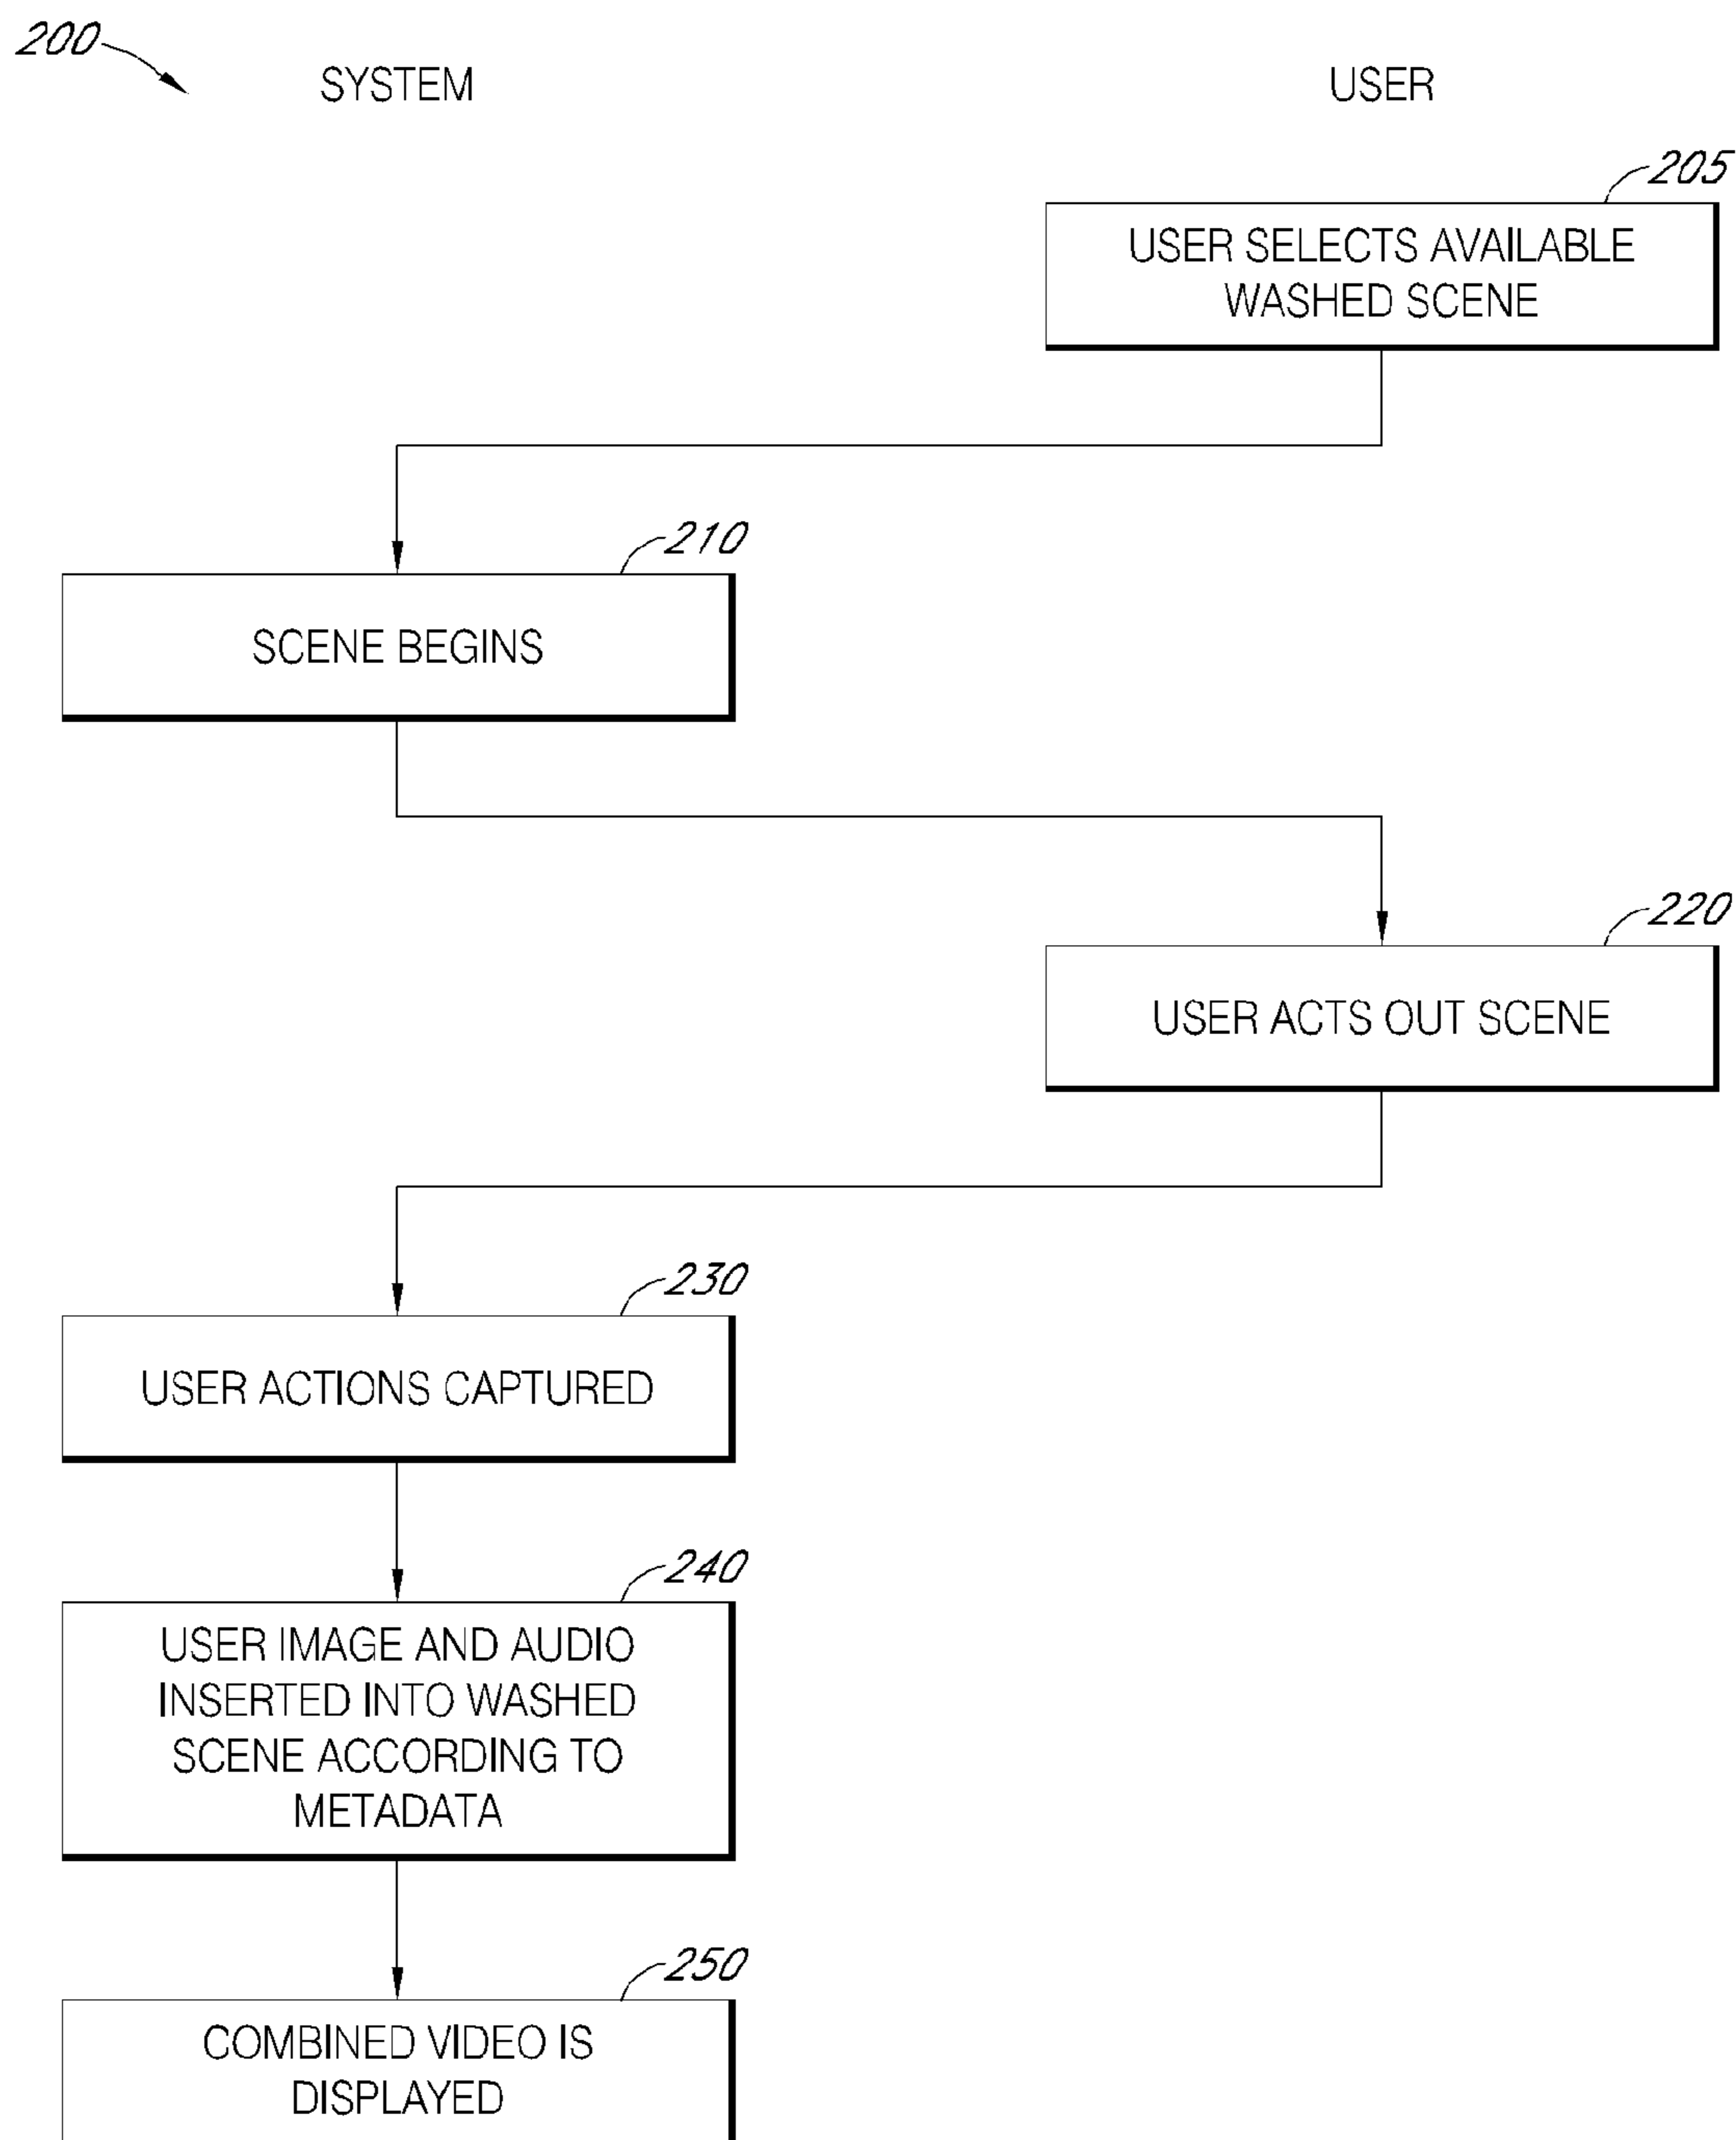 200
SYSTEM
USER
205
USER SELECTS AVAILABLE
WASHED SCENE
210
SCENE BEGINS
220
USER ACTS OUT SCENE
230
USER ACTIONS CAPTURED
240
USER IMAGE AND AUDIO
INSERTED INTO WASHED
SCENE ACCORDING TO
METADATA
250
COMBINED VIDEO IS
DISPLAYED